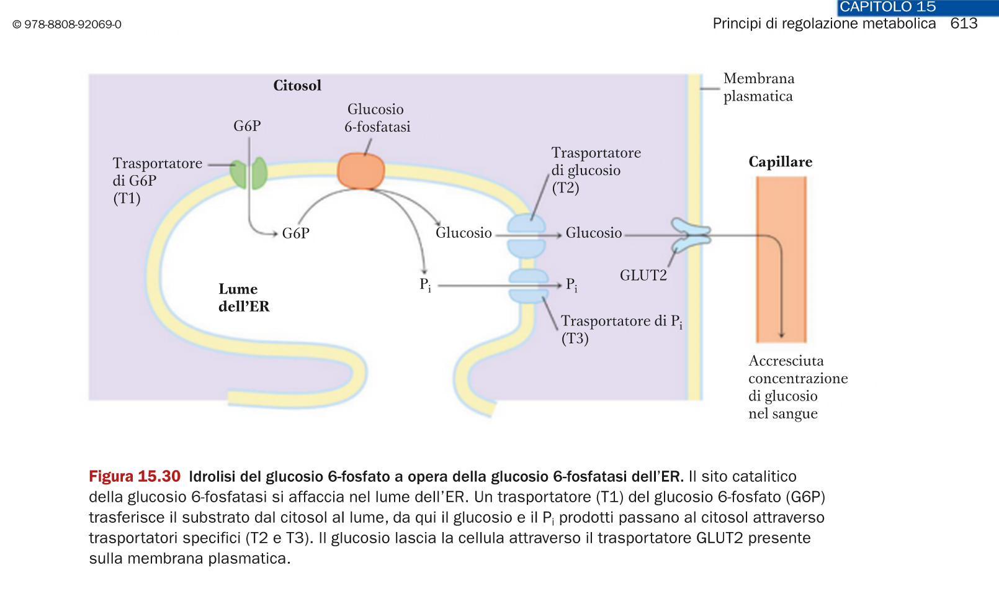 CAPITOLO 15
© 978-8808-92069-0
Principi di regolazione metabolica 613
Citosol
Membrana
plasmatica
Glucosio
6-fosfatasi
G6P
Trasportatore
di G6P
(T1)
Trasportatore
di glucosio
(T2)
Capillare
G6P
Glucosio
Glucosio
GLUT2
Lume
dell'ER
Pi
Pi
Trasportatore di Pi
(T3)
Accresciuta
concentrazione
di glucosio
nel sangue
Figura 15.30 Idrolisi del glucosio 6-fosfato a opera della glucosio 6-fosfatasi dell'ER. Il sito catalitico
della glucosio 6-fosfatasi si affaccia nel lume dell'ER. Un trasportatore (T1) del glucosio 6-fosfato (G6P)
trasferisce il substrato dal citosol al lume, da qui il glucosio e il Pi prodotti passano al citosol attraverso
trasportatori specifici (T2 e T3). Il glucosio lascia la cellula attraverso il trasportatore GLUT2 presente
sulla membrana plasmatica.